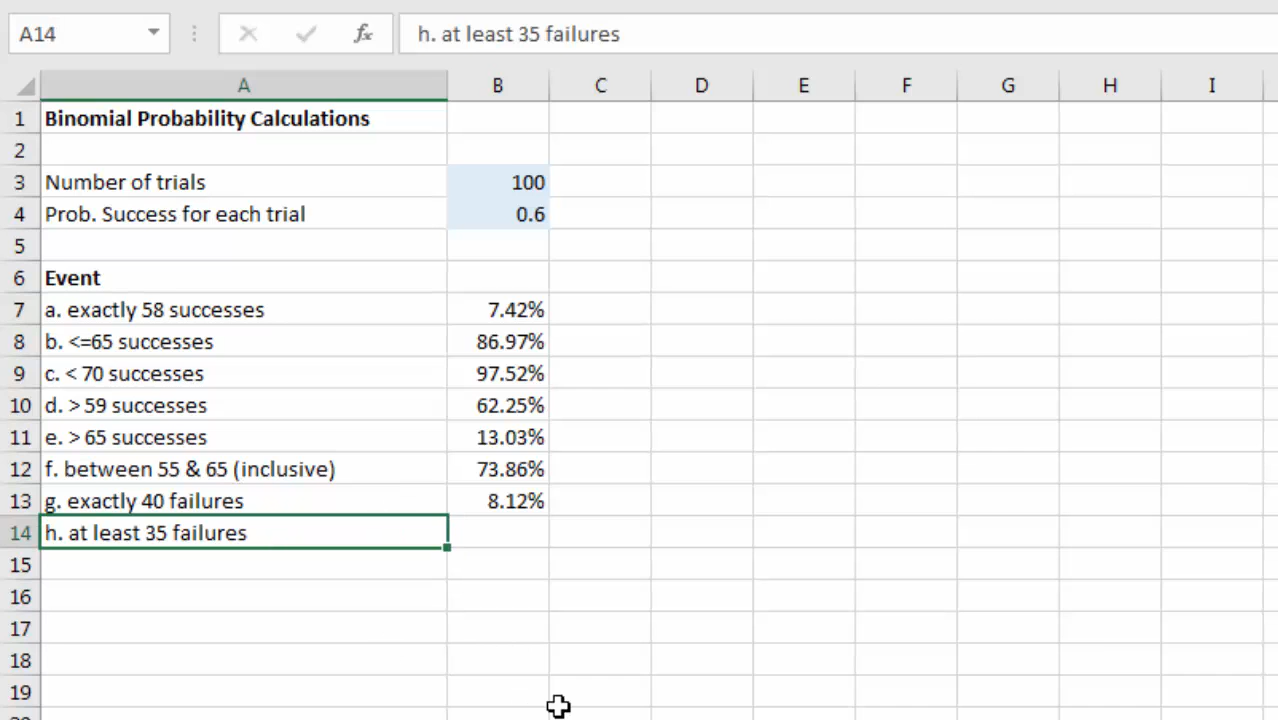 A14 fx h. at least 35 failures
A B C D E F G H I
1 Binomial Probability Calculations
2
3 Number of trials 100
4 Prob. Success for each trial 0.6
5
6 Event
7 a. exactly 58 successes 7.42%
8 b. <=65 successes 86.97%
9 c. < 70 successes 97.52%
10 d. > 59 successes 62.25%
11 e. > 65 successes 13.03%
12 f. between 55 & 65 (inclusive) 73.86%
13 g. exactly 40 failures 8.12%
14 h. at least 35 failures
15
16
17
18
19